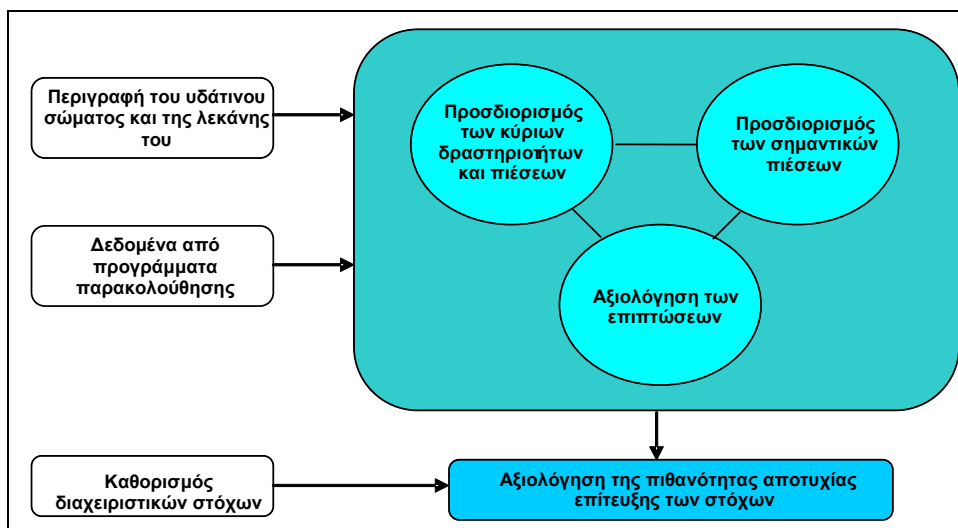 Περιγραφή του υδάτινου
σώματος και της λεκάνης
του
Προσδιορισμός
των κύριων
δραστηριοτήτων
και πιέσεων
Προσδιορισμός
των σημαντικών
πιέσεων
Δεδομένα από
προγράμματα
παρακολούθησης
Αξιολόγηση των
επιπτώσεων
Καθορισμός
διαχειριστικών στόχων
Αξιολόγηση της πιθανότητας αποτυχίας
επίτευξης των στόχων